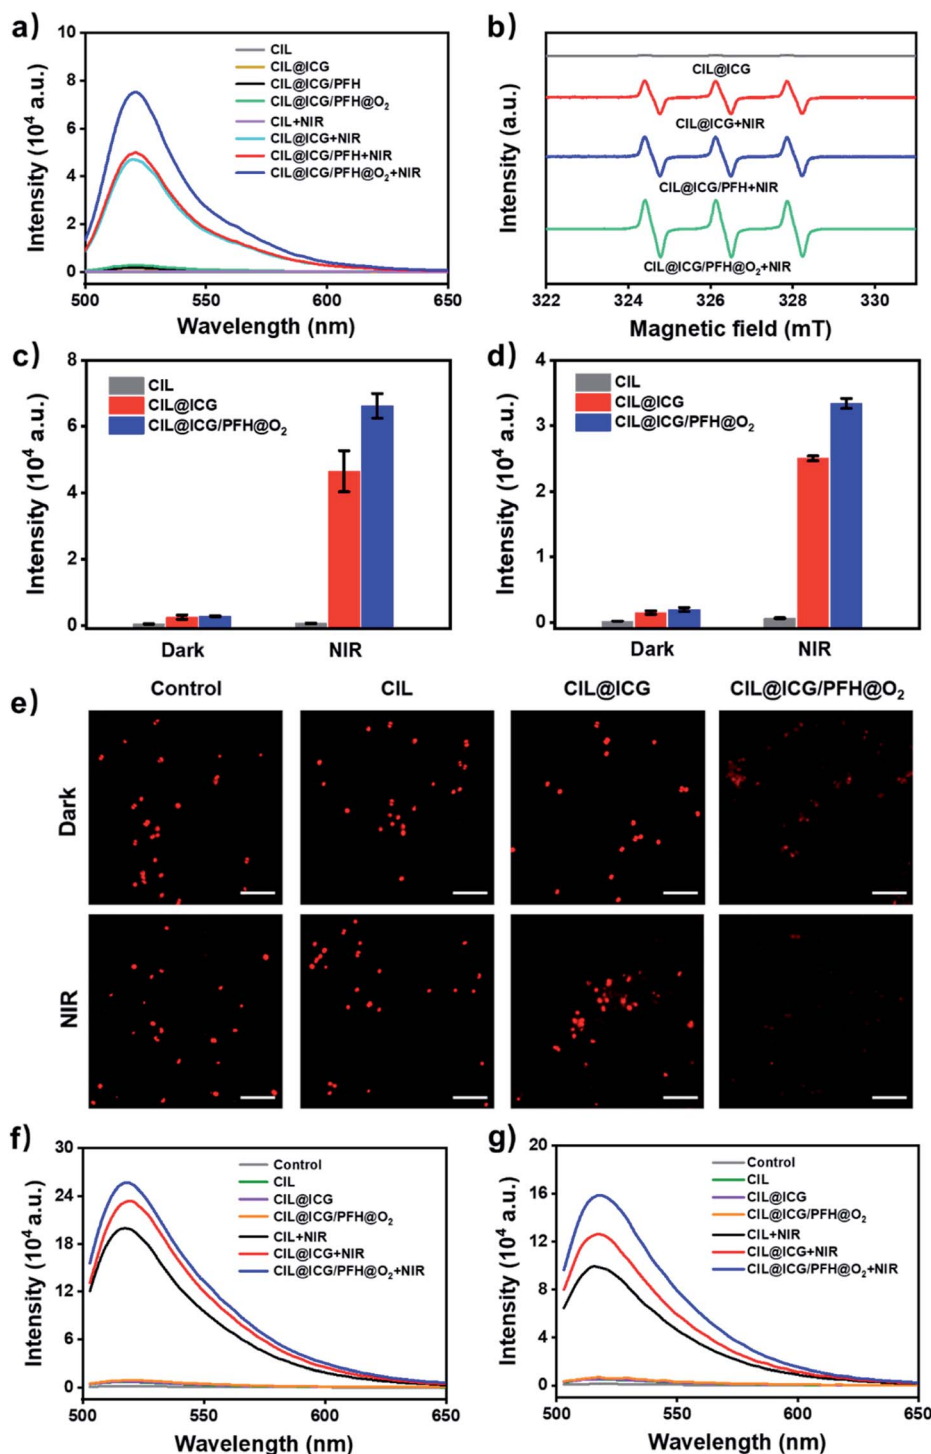 a)
10
8
6
4
2
0
Intensity (10⁴ a.u.)
CIL
CIL@ICG
CIL@ICG/PFH
CIL@ICG/PFH@O₂
CIL+NIR
CIL@ICG+NIR
CIL@ICG/PFH+NIR
CIL@ICG/PFH@O₂+NIR
500 550 600 650
Wavelength (nm)
b)
Intensity (a.u.)
CIL@ICG
CIL@ICG+NIR
CIL@ICG/PFH+NIR
CIL@ICG/PFH@O₂+NIR
322 324 326 328 330
Magnetic field (mT)
c)
8
6
4
2
0
Intensity (10⁴ a.u.)
CIL
CIL@ICG
CIL@ICG/PFH@O₂
Dark NIR
d)
4
3
2
1
0
Intensity (10⁴ a.u.)
CIL
CIL@ICG
CIL@ICG/PFH@O₂
Dark NIR
e)
Control CIL CIL@ICG CIL@ICG/PFH@O₂
Dark
NIR
f)
30
24
18
12
6
0
Intensity (10⁴ a.u.)
Control
CIL
CIL@ICG
CIL@ICG/PFH@O₂
CIL+NIR
CIL@ICG+NIR
CIL@ICG/PFH@O₂+NIR
500 550 600 650
Wavelength (nm)
g)
20
16
12
8
4
0
Intensity (10⁴ a.u.)
Control
CIL
CIL@ICG
CIL@ICG/PFH@O₂
CIL+NIR
CIL@ICG+NIR
CIL@ICG/PFH@O₂+NIR
500 550 600 650
Wavelength (nm)